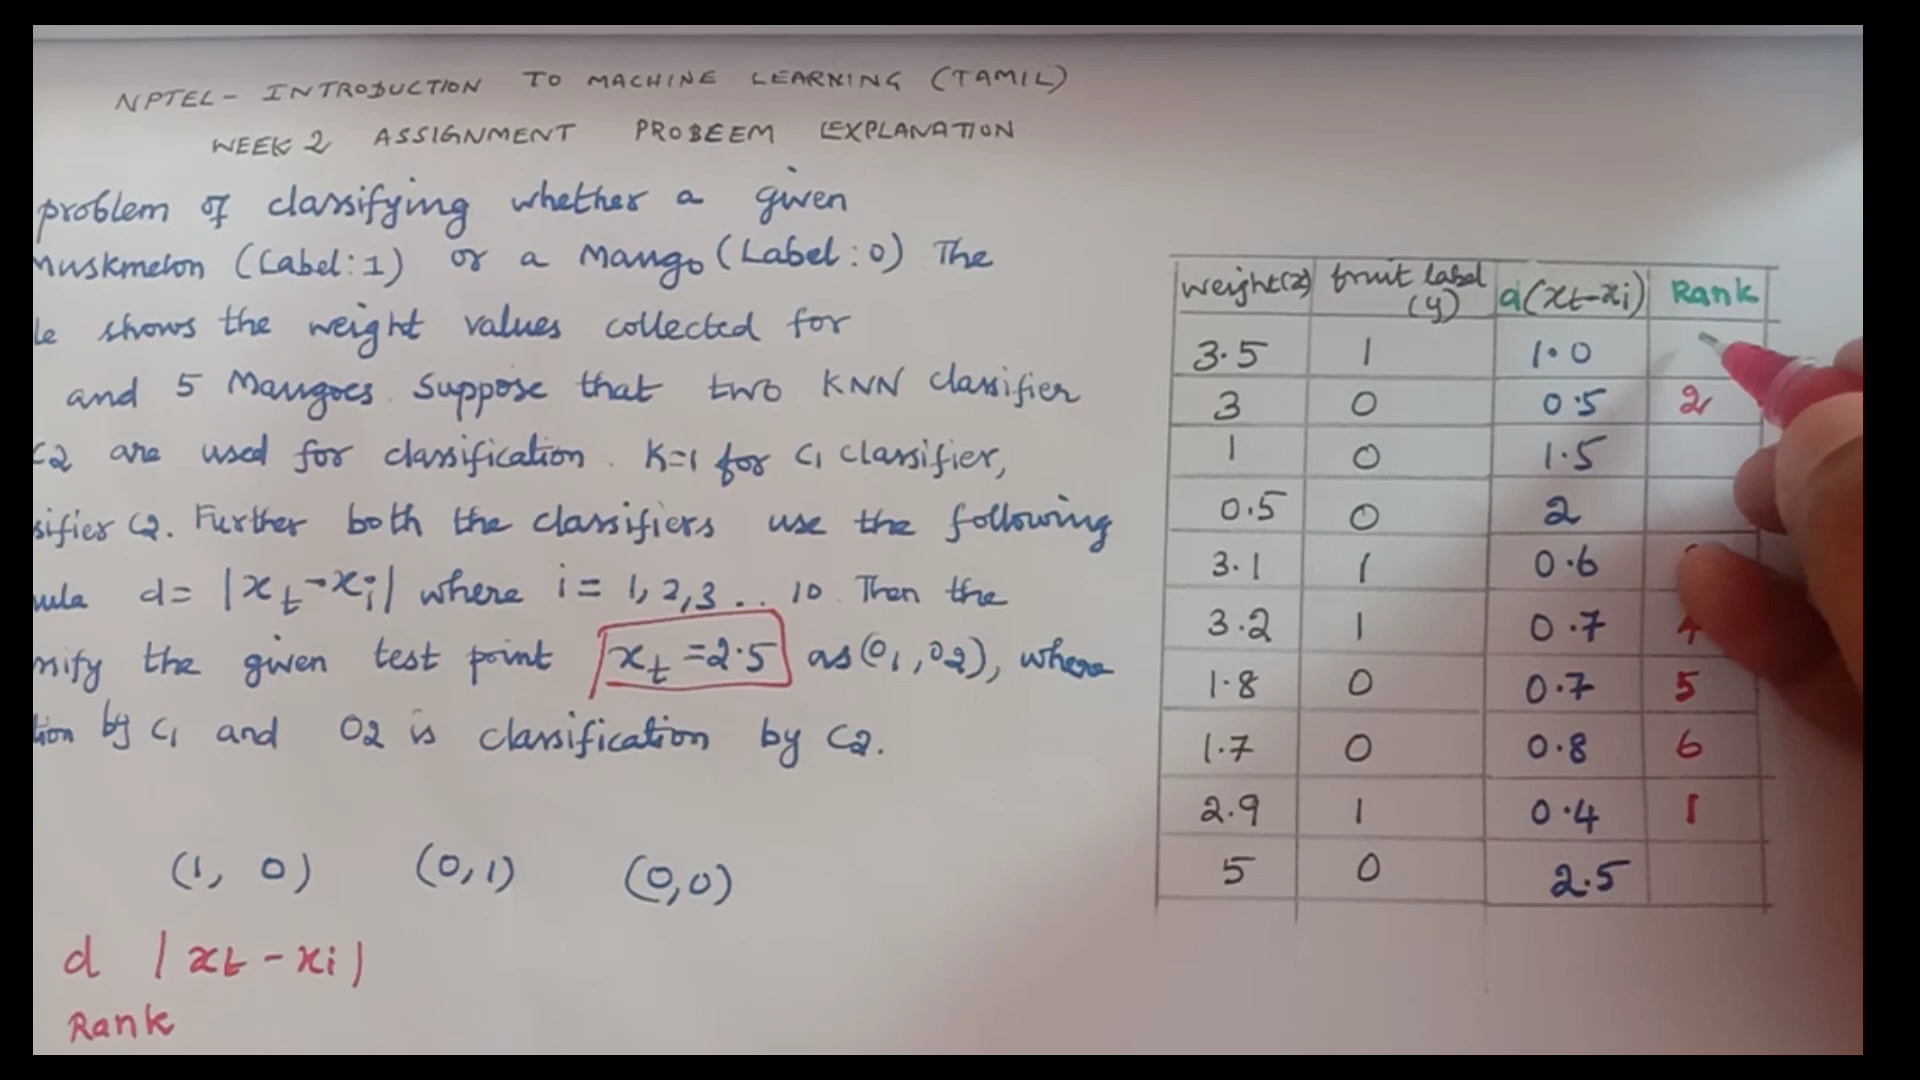 NPTEL - INTRODUCTION TO MACHINE LEARNING (TAMIL)
WEEK 2 ASSIGNMENT PROBEEM EXPLANATION
problem of classifying whether a given
muskmelon (Label:1) or a Mango (Label:0) The
le shows the weight values collected for
and 5 Mangoes. Suppose that two KNN classifier
C2 are used for classification. K=1 for C1 classifier,
sifier C2. Further both the classifiers use the following
mula d= |xt-xi| where i= 1,2,3... 10 Then the
the given test point xt=2.5 as (O1,O2), where
tion by C1 and O2 is classification by C2.
(1, 0) (0,1) (0,0)
d |xt-xi|
Rank
weight(x) fruit label (y) d(xt-xi) Rank
3.5 1 1.0
3 0 0.5 2
1 0 1.5
0.5 0 2
3.1 1 0.6
3.2 1 0.7 4
1.8 0 0.7 5
1.7 0 0.8 6
2.9 1 0.4 1
5 0 2.5